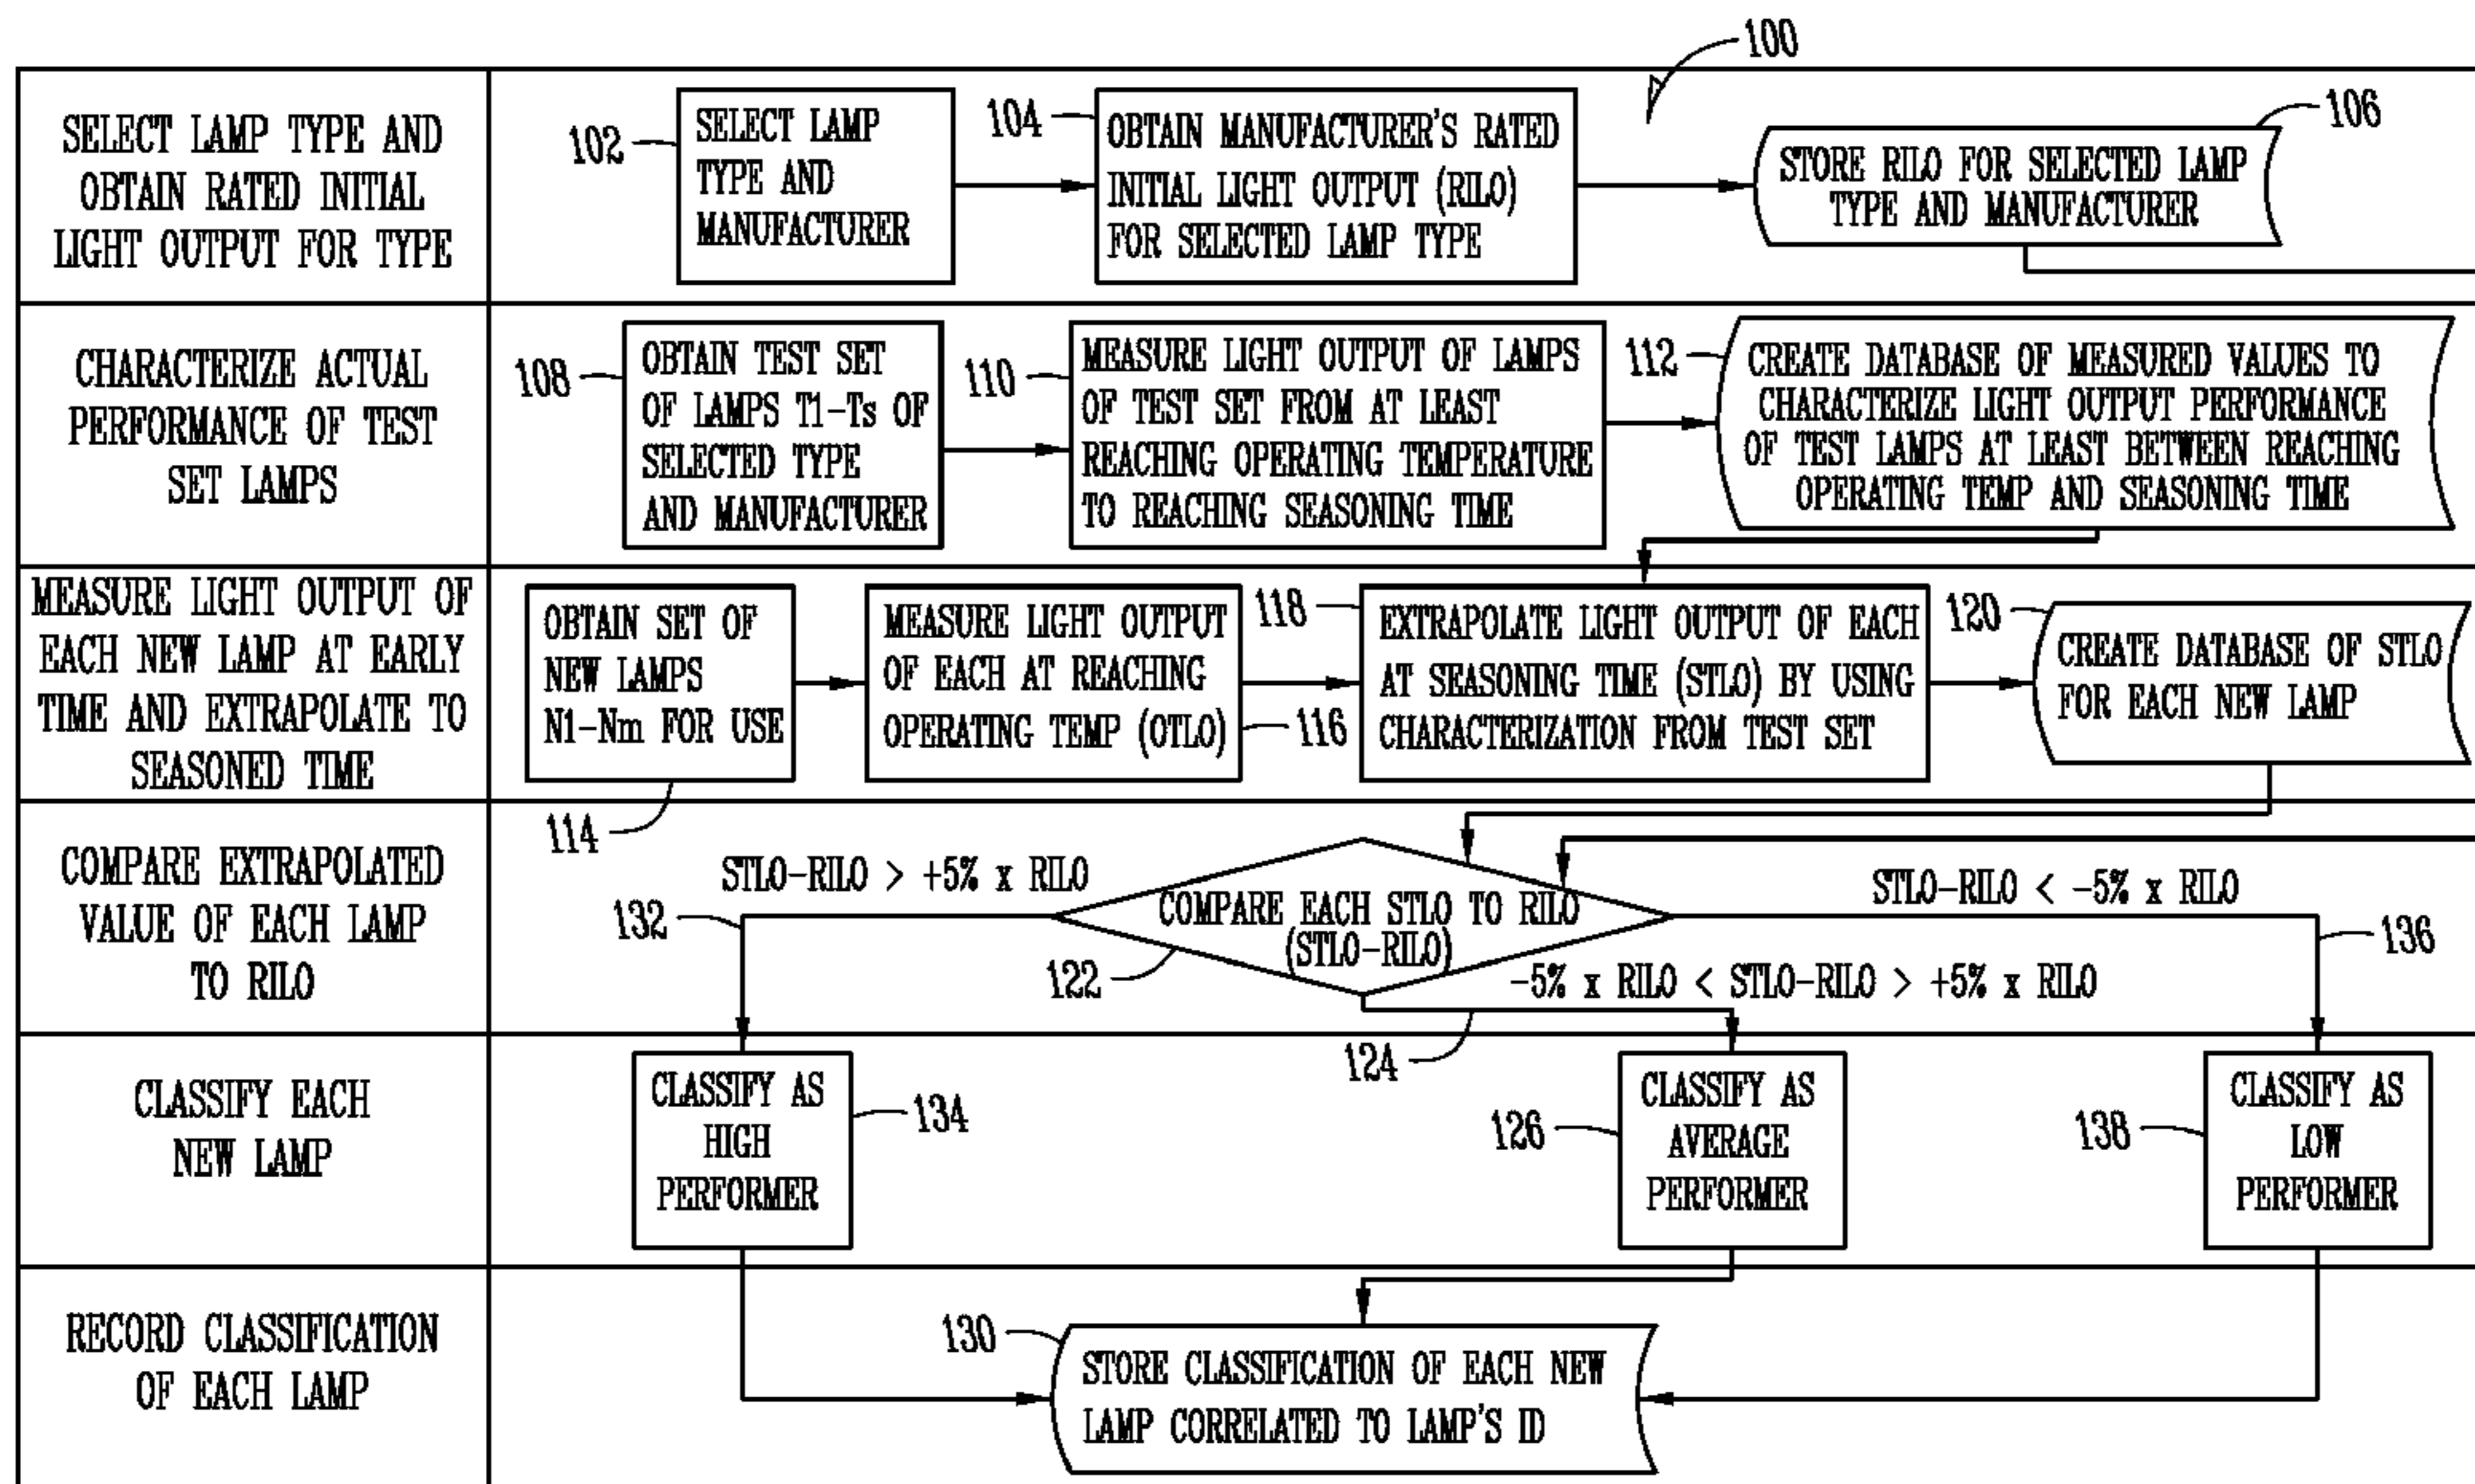 100
SELECT LAMP TYPE AND
OBTAIN RATED INITIAL
LIGHT OUTPUT FOR TYPE
102
SELECT LAMP
TYPE AND
MANUFACTURER
104
OBTAIN MANUFACTURER'S RATED
INITIAL LIGHT OUTPUT (RILO)
FOR SELECTED LAMP TYPE
106
STORE RILO FOR SELECTED LAMP
TYPE AND MANUFACTURER
CHARACTERIZE ACTUAL
PERFORMANCE OF TEST
SET LAMPS
108
OBTAIN TEST SET
OF LAMPS T1-Ts OF
SELECTED TYPE
AND MANUFACTURER
110
MEASURE LIGHT OUTPUT OF LAMPS
OF TEST SET FROM AT LEAST
REACHING OPERATING TEMPERATURE
TO REACHING SEASONING TIME
112
CREATE DATABASE OF MEASURED VALUES TO
CHARACTERIZE LIGHT OUTPUT PERFORMANCE
OF TEST LAMPS AT LEAST BETWEEN REACHING
OPERATING TEMP AND SEASONING TIME
MEASURE LIGHT OUTPUT OF
EACH NEW LAMP AT EARLY
TIME AND EXTRAPOLATE TO
SEASONED TIME
OBTAIN SET OF
NEW LAMPS
N1-Nm FOR USE
114
MEASURE LIGHT OUTPUT
OF EACH AT REACHING
OPERATING TEMP (OTLO)
116
118
EXTRAPOLATE LIGHT OUTPUT OF EACH
AT SEASONING TIME (STLO) BY USING
CHARACTERIZATION FROM TEST SET
120
CREATE DATABASE OF STLO
FOR EACH NEW LAMP
COMPARE EXTRAPOLATED
VALUE OF EACH LAMP
TO RILO
STLO-RILO > +5% x RILO
132
COMPARE EACH STLO TO RILO
(STLO-RILO)
122
STLO-RILO < -5% x RILO
136
-5% x RILO < STLO-RILO > +5% x RILO
124
CLASSIFY EACH
NEW LAMP
CLASSIFY AS
HIGH
PERFORMER
134
126
CLASSIFY AS
AVERAGE
PERFORMER
138
CLASSIFY AS
LOW
PERFORMER
RECORD CLASSIFICATION
OF EACH LAMP
130
STORE CLASSIFICATION OF EACH NEW
LAMP CORRELATED TO LAMP'S ID